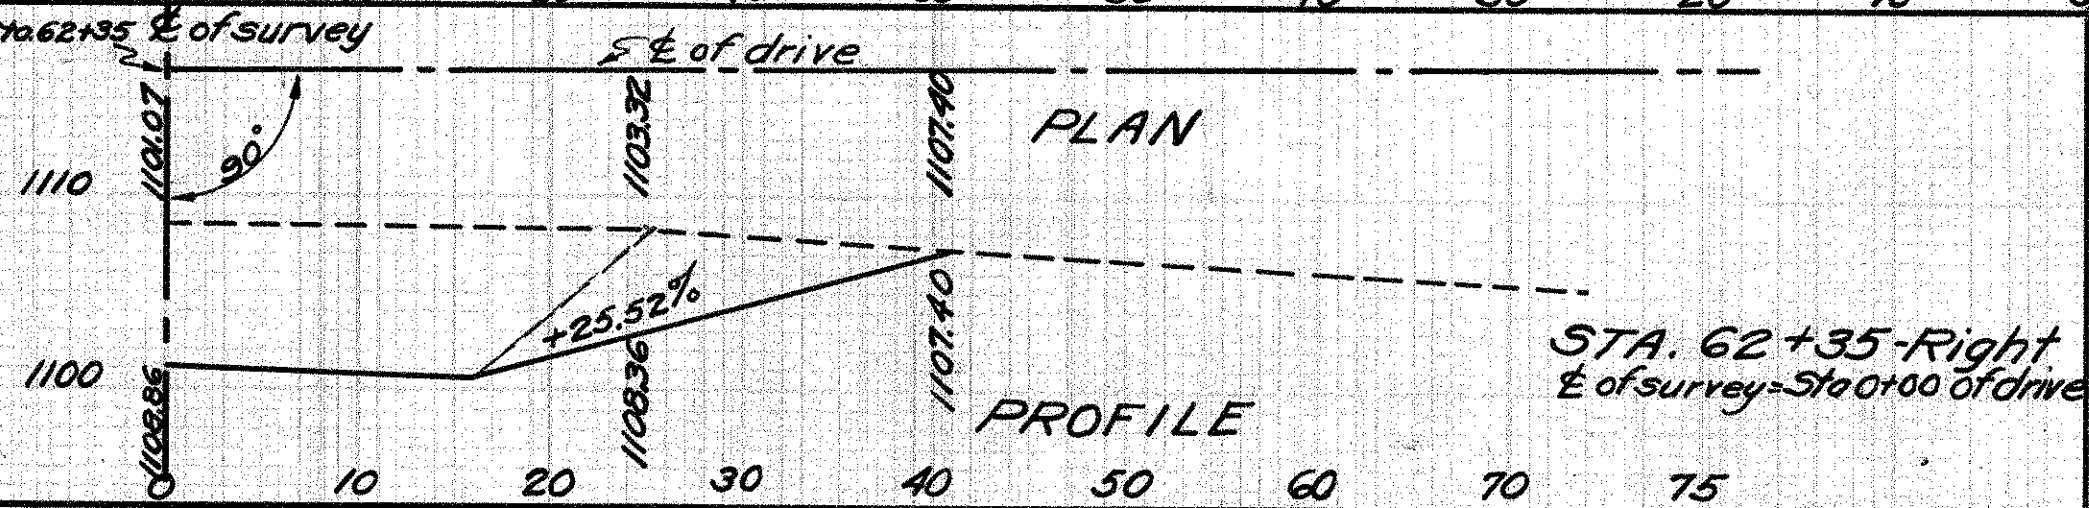 ℄ of survey
62+35
℄ of drive
1101.07
1103.32
1107.40
90°
PLAN
1110
+25.52%
1100
1108.86
1108.36
1107.40
STA. 62+35-Right
℄ of survey=Sta 0+00 of drive
PROFILE
0 10 20 30 40 50 60 70 75